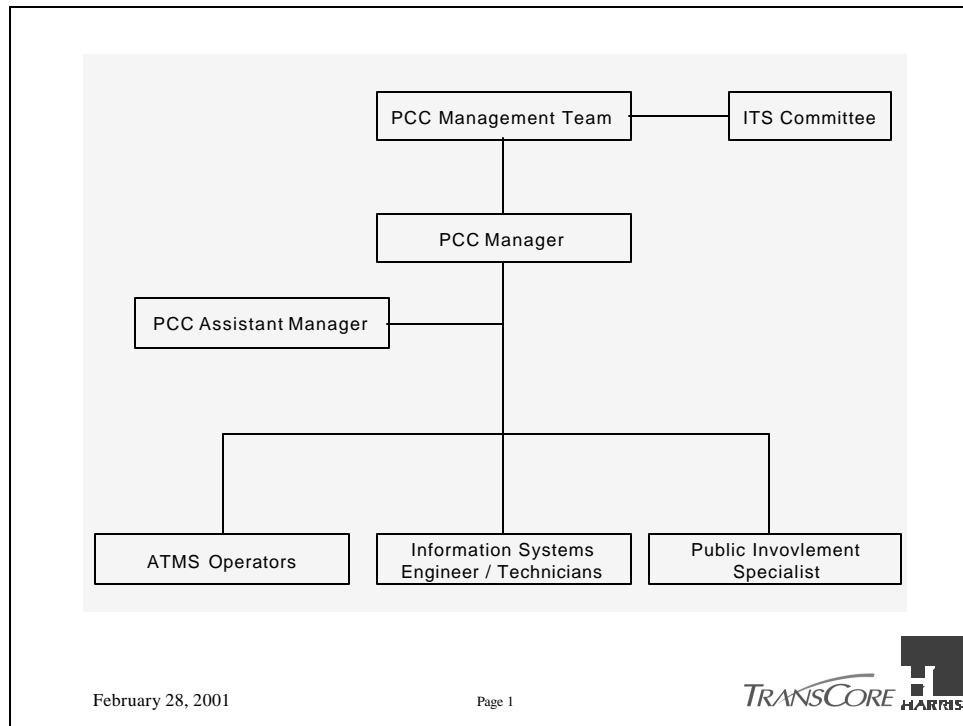 PCC Management Team
ITS Committee
PCC Manager
PCC Assistant Manager
ATMS Operators
Information Systems
Engineer / Technicians
Public Invovlement
Specialist
February 28, 2001
Page 1
TRANSCORE
H
HARRIS